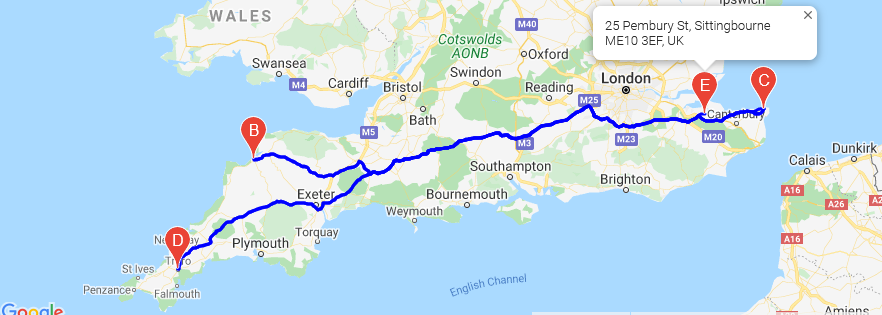 WALES
M40
25 Pembury St, Sittingbourne
ME10 3EF, UK
Cotswolds
AONB
Oxford
Swansea
M4
Cardiff
Bristol
Swindon
Reading
London
Bath
M25
E
C
Canterbury
B
M5
M3
M23
M20
Southampton
Brighton
Calais
Dunkirk
Exeter
Bournemouth
Weymouth
A16
A26
A2
D
Torquay
Plymouth
A16
St Ives
Truro
Penzance
Falmouth
English Channel
Google
Amiens